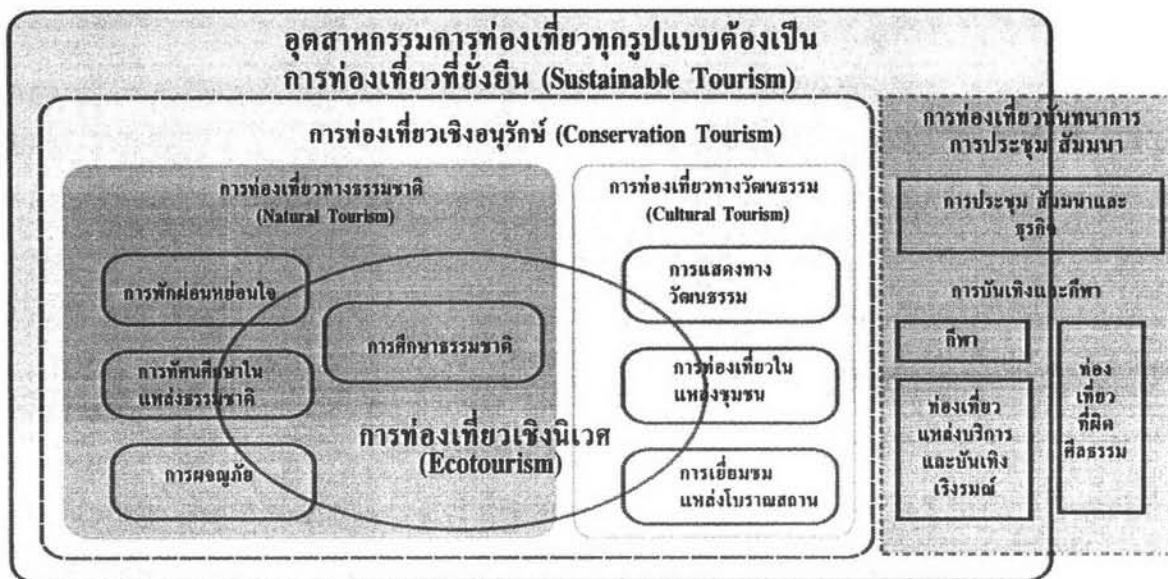 อุตสาหกรรมการท่องเที่ยวทุกรูปแบบต้องเป็น
การท่องเที่ยวที่ยั่งยืน (Sustainable Tourism)
การท่องเที่ยวเชิงอนุรักษ์ (Conservation Tourism)
การท่องเที่ยวทางธรรมชาติ
(Natural Tourism)
การพักผ่อนหย่อนใจ
การศึกษาธรรมชาติ
การทัศนศึกษาใน
แหล่งธรรมชาติ
การผจญภัย
การท่องเที่ยวเชิงนิเวศ
(Ecotourism)
การท่องเที่ยวทางวัฒนธรรม
(Cultural Tourism)
การแสดงทาง
วัฒนธรรม
การท่องเที่ยวใน
แหล่งชุมชน
การเยี่ยมชม
แหล่งโบราณสถาน
การท่องเที่ยวนันทนาการ
การประชุม สัมมนา
การประชุม สัมมนาและ
ธุรกิจ
การบันเทิงและกีฬา
กีฬา
ท่องเที่ยว
แหล่งบริการ
และบันเทิง
เริงรมณ์
ท่อง
เที่ยว
ที่ผิด
ศีลธรรม